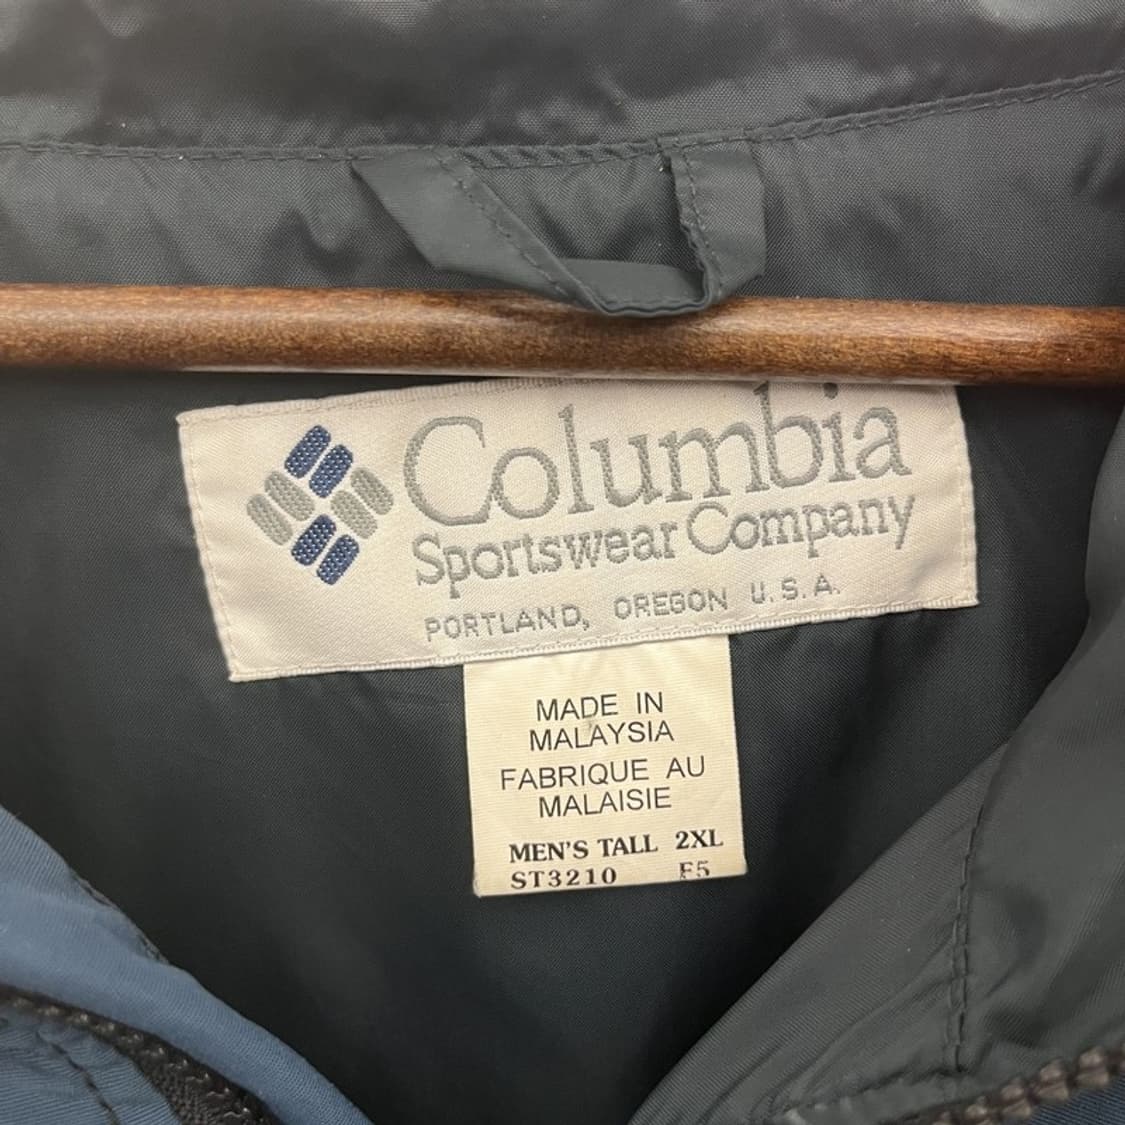 Columbia
Sportswear Company
PORTLAND, OREGON U.S.A.
MADE IN
MALAYSIA
FABRIQUE AU
MALAISIE
MEN'S TALL 2XL
ST3210 F5